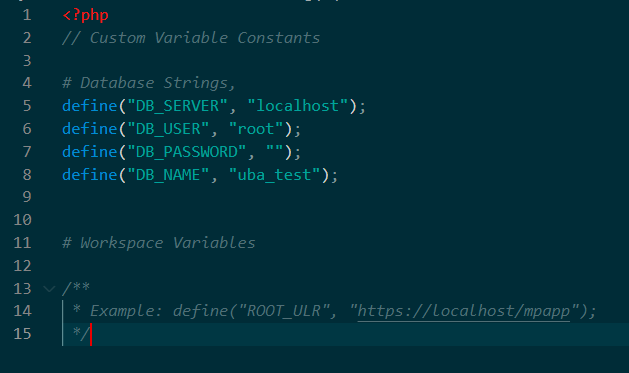 1 <?php
2 // Custom Variable Constants
3
4 # Database Strings,
5 define("DB_SERVER", "localhost");
6 define("DB_USER", "root");
7 define("DB_PASSWORD", "");
8 define("DB_NAME", "uba_test");
9
10
11 # Workspace Variables
12
13 /**
14 * Example: define("ROOT_ULR", "https://localhost/mpapp");
15 */